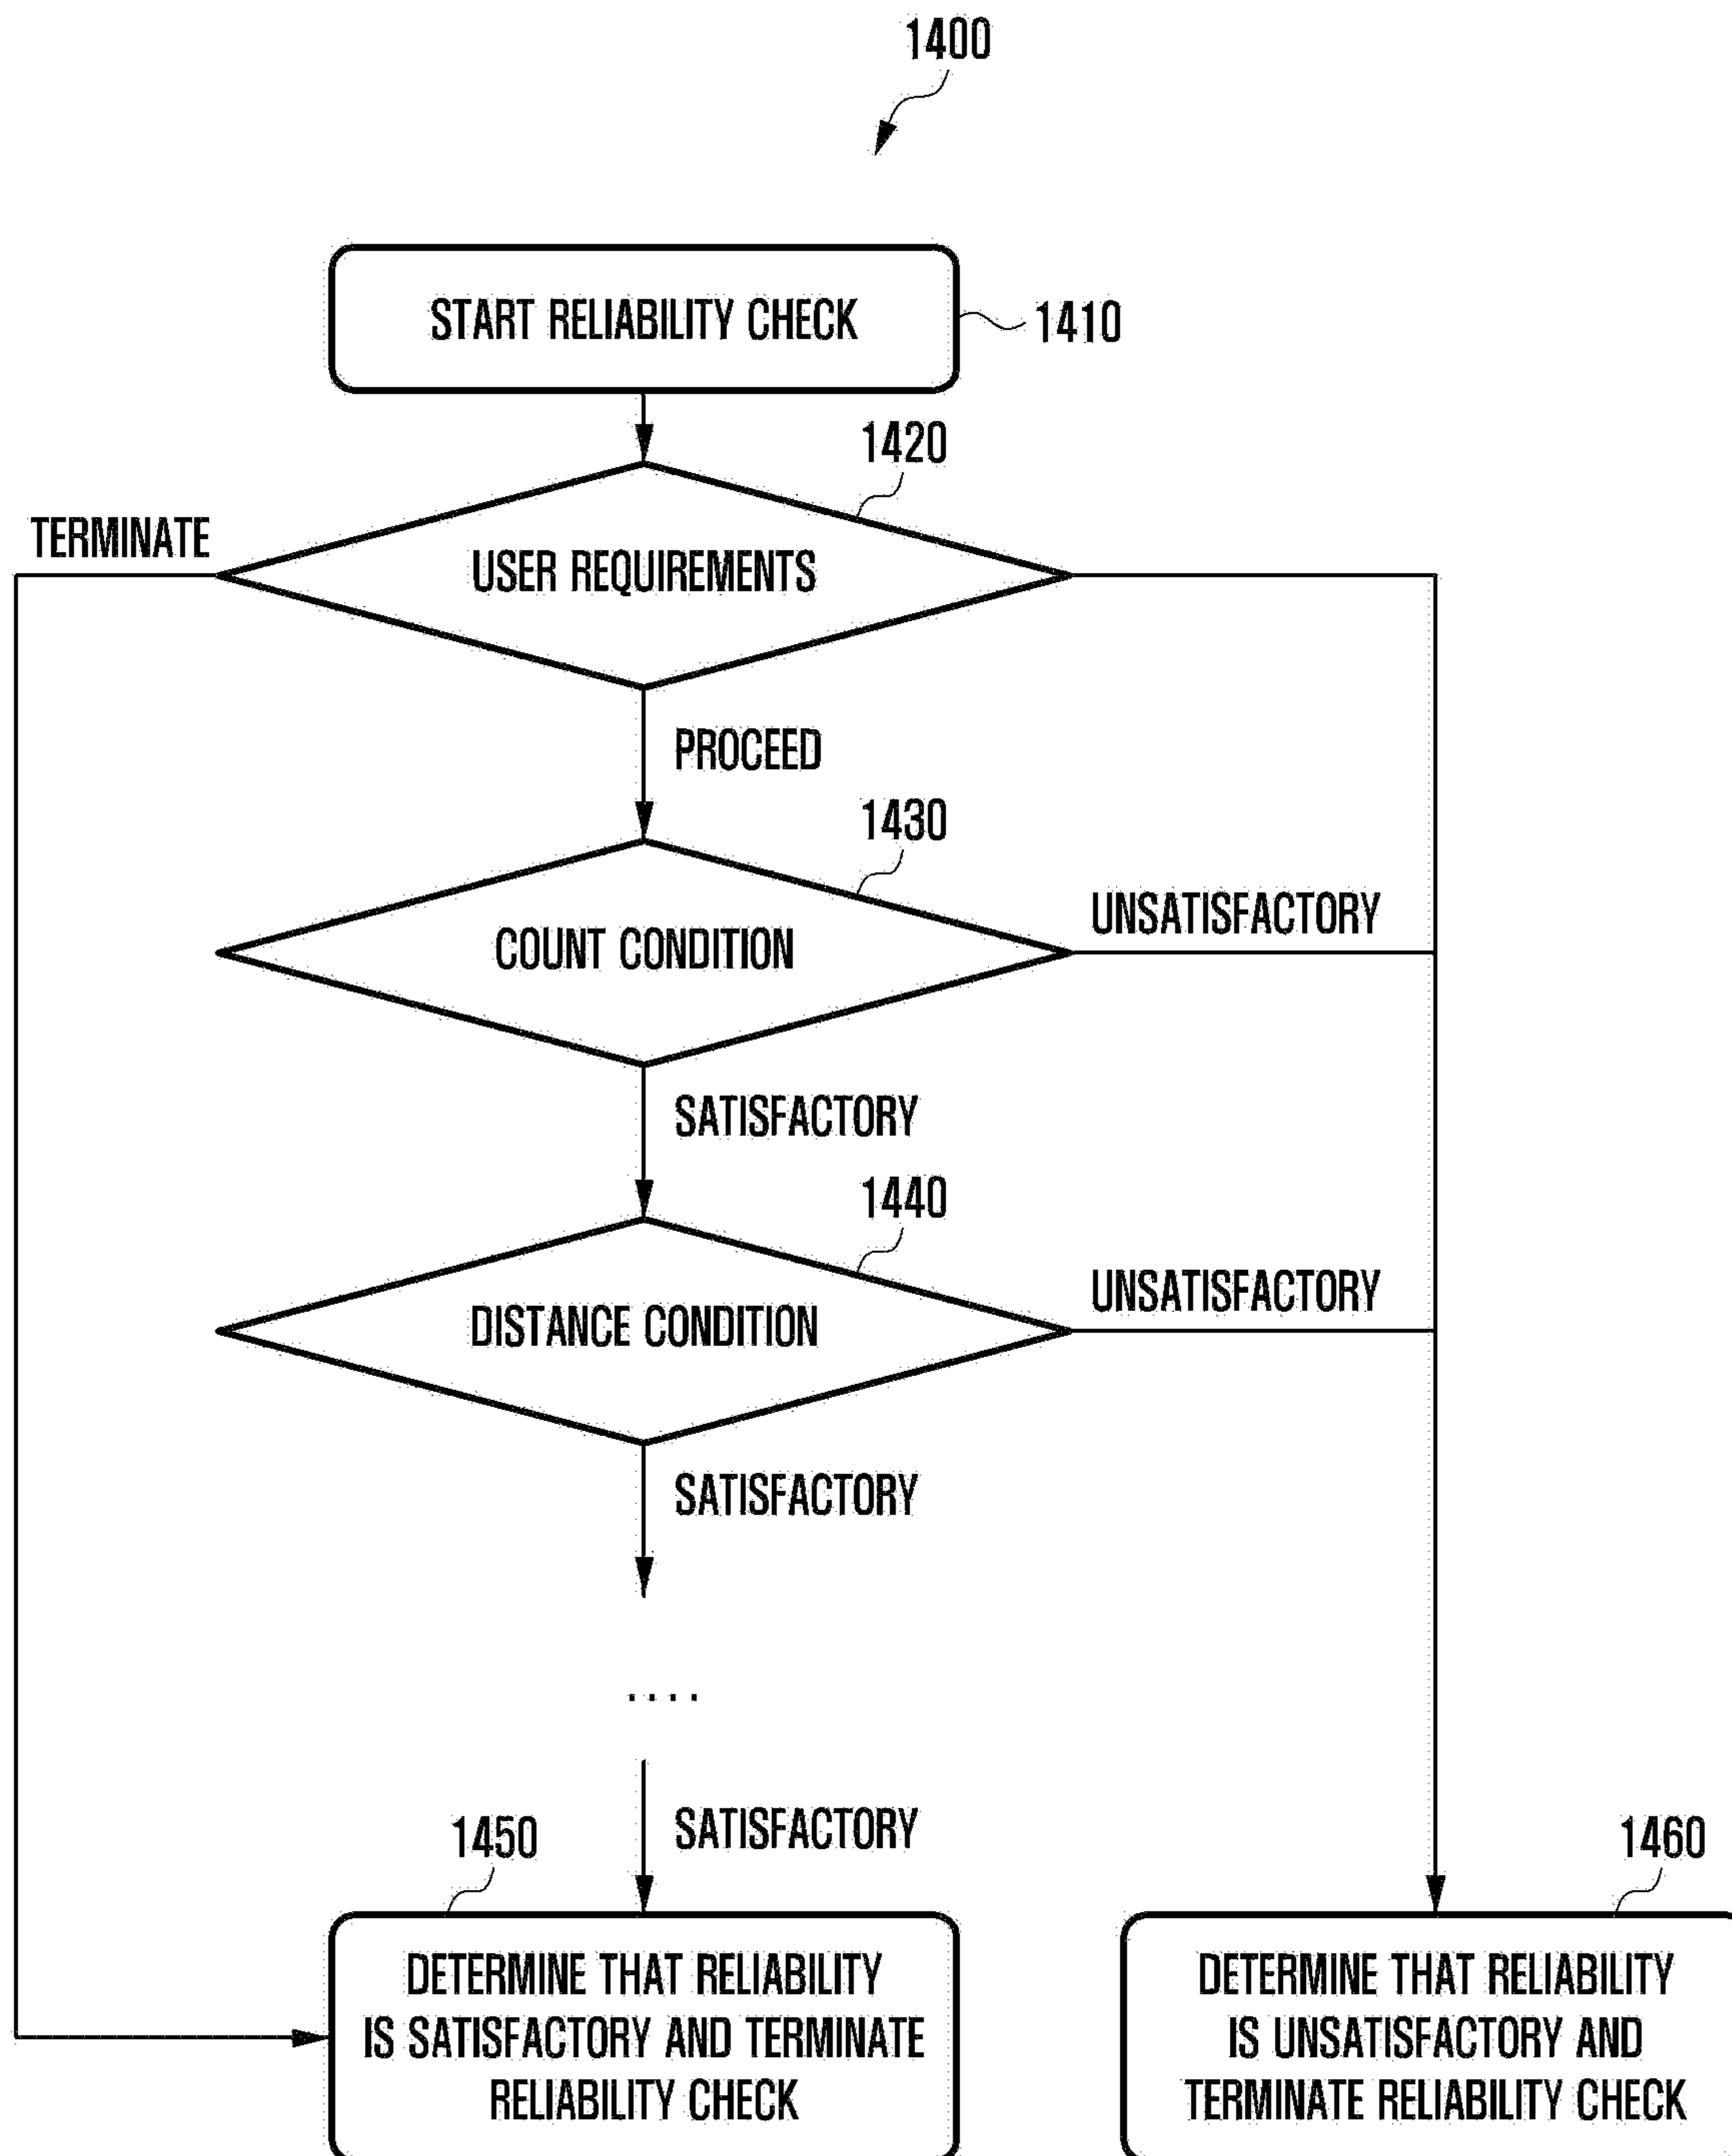 1400
START RELIABILITY CHECK
1410
1420
TERMINATE
USER REQUIREMENTS
PROCEED
1430
UNSATISFACTORY
COUNT CONDITION
SATISFACTORY
1440
UNSATISFACTORY
DISTANCE CONDITION
SATISFACTORY
....
SATISFACTORY
1450
1460
DETERMINE THAT RELIABILITY
IS SATISFACTORY AND TERMINATE
RELIABILITY CHECK
DETERMINE THAT RELIABILITY
IS UNSATISFACTORY AND
TERMINATE RELIABILITY CHECK